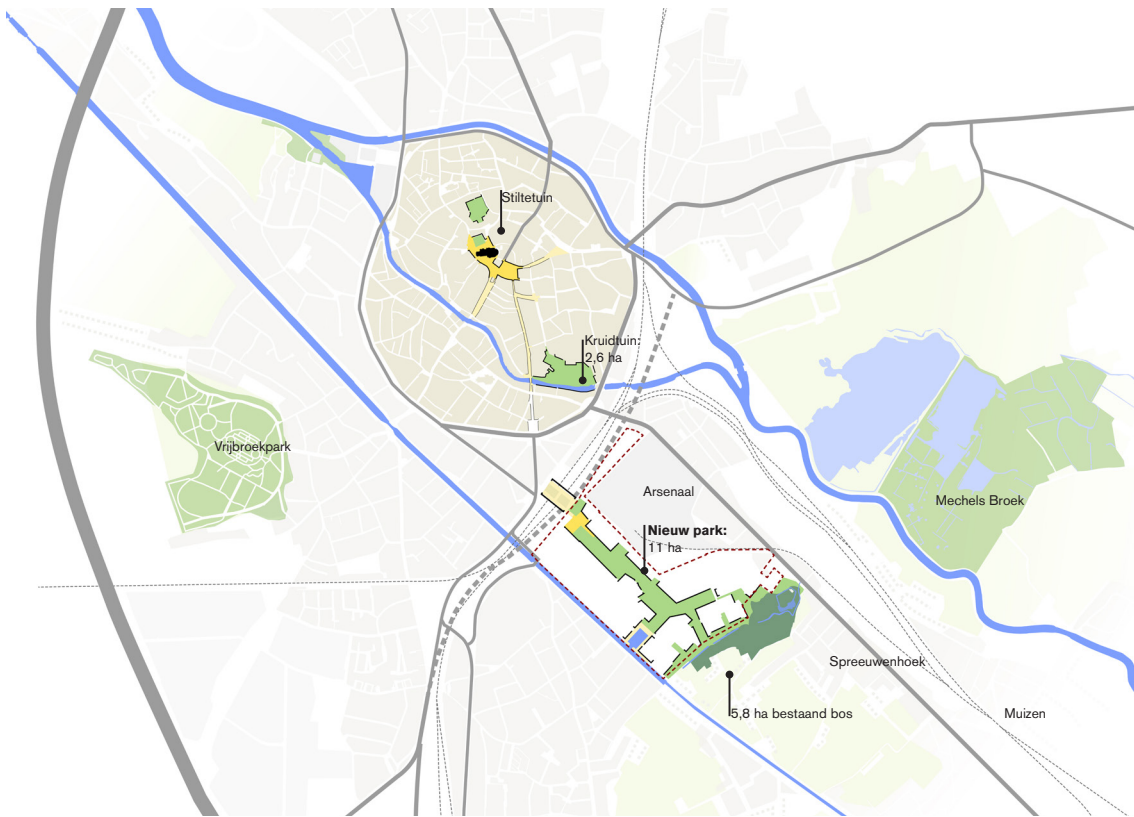 Stiltetuin
Kruidtuin:
2,6 ha
Vrijbroekpark
Arsenaal
Mechels Broek
Nieuw park:
11 ha
Spreeuwenhoek
5,8 ha bestaand bos
Muizen